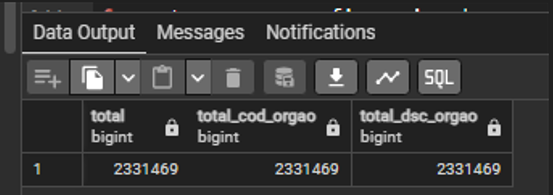 Data Output Messages Notifications
SQL
total total_cod_orgao total_dsc_orgao
bigint bigint bigint
1 2331469 2331469 2331469